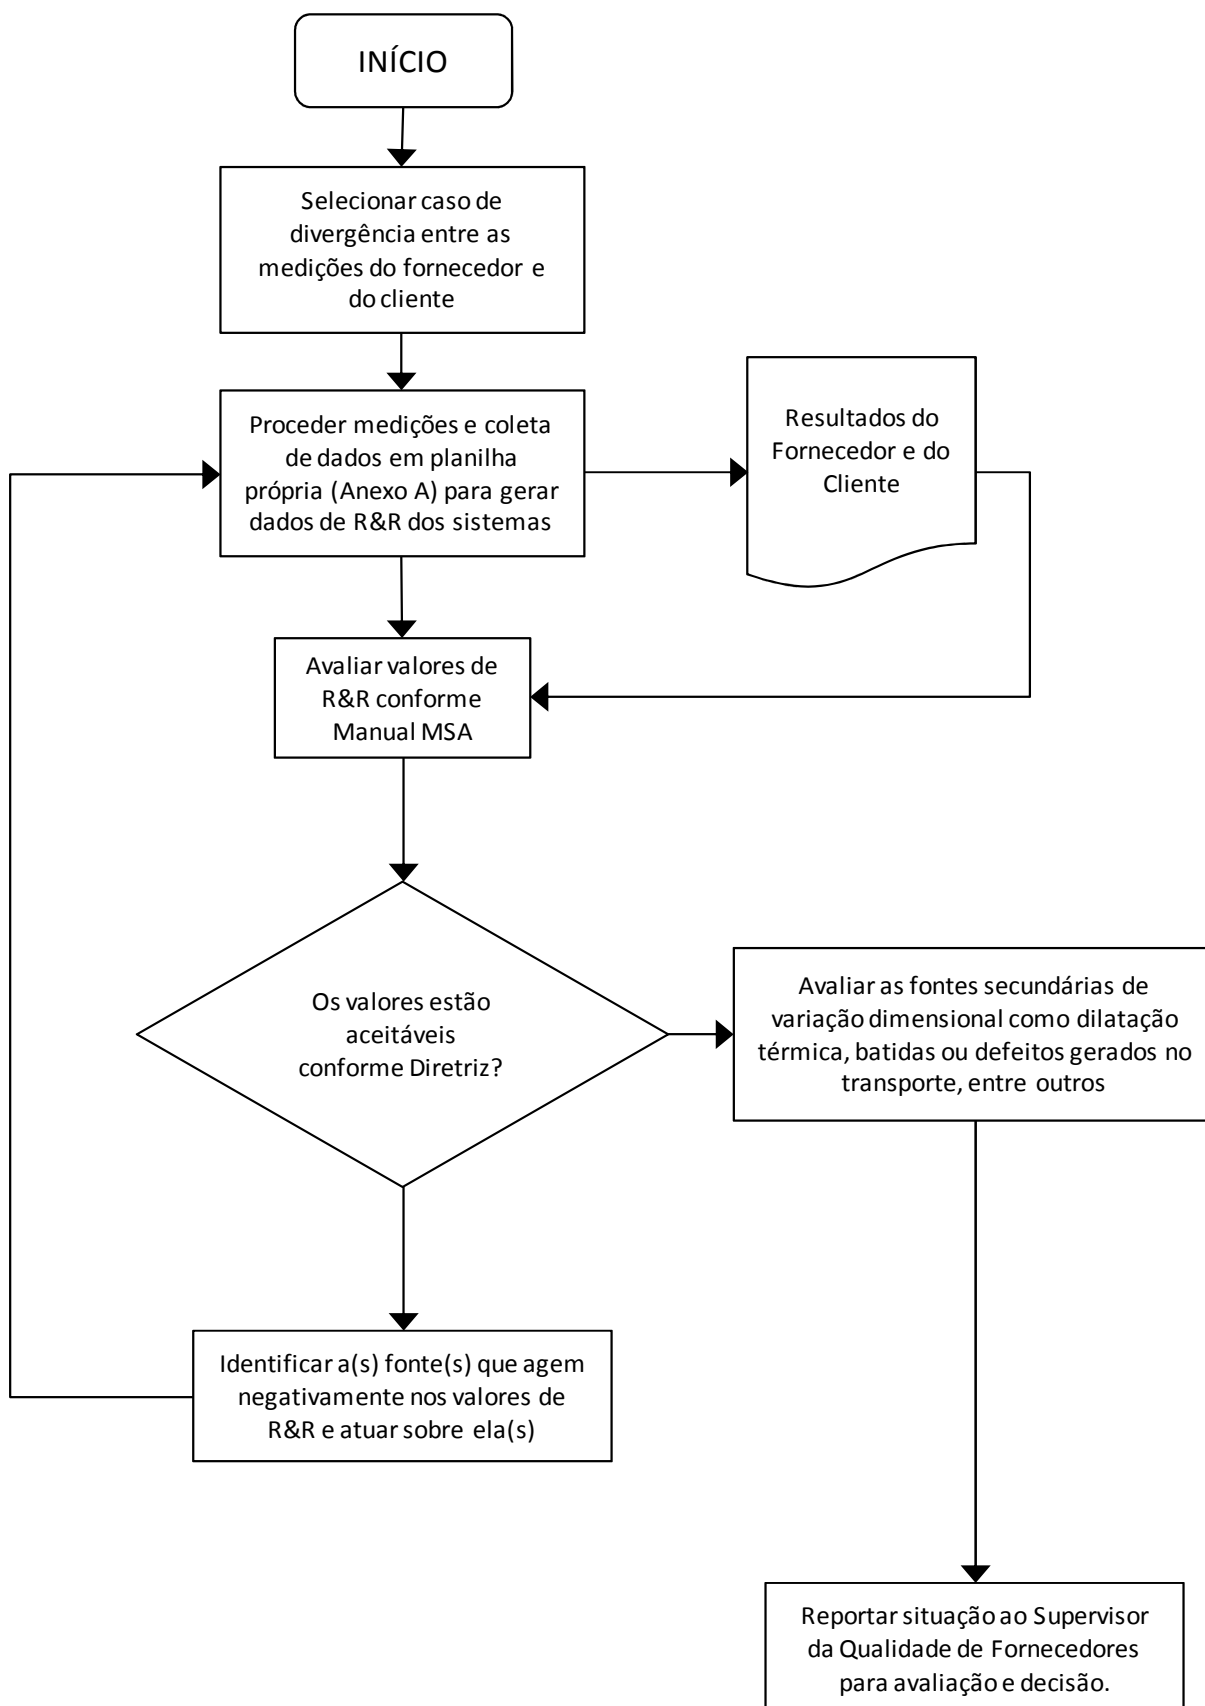 INÍCIO
Selecionar caso de
divergência entre as
medições do fornecedor e
do cliente
Proceder medições e coleta
de dados em planilha
própria (Anexo A) para gerar
dados de R&R dos sistemas
Resultados do
Fornecedor e do
Cliente
Avaliar valores de
R&R conforme
Manual MSA
Os valores estão
aceitáveis
conforme Diretriz?
Avaliar as fontes secundárias de
variação dimensional como dilatação
térmica, batidas ou defeitos gerados no
transporte, entre outros
Identificar a(s) fonte(s) que agem
negativamente nos valores de
R&R e atuar sobre ela(s)
Reportar situação ao Supervisor
da Qualidade de Fornecedores
para avaliação e decisão.